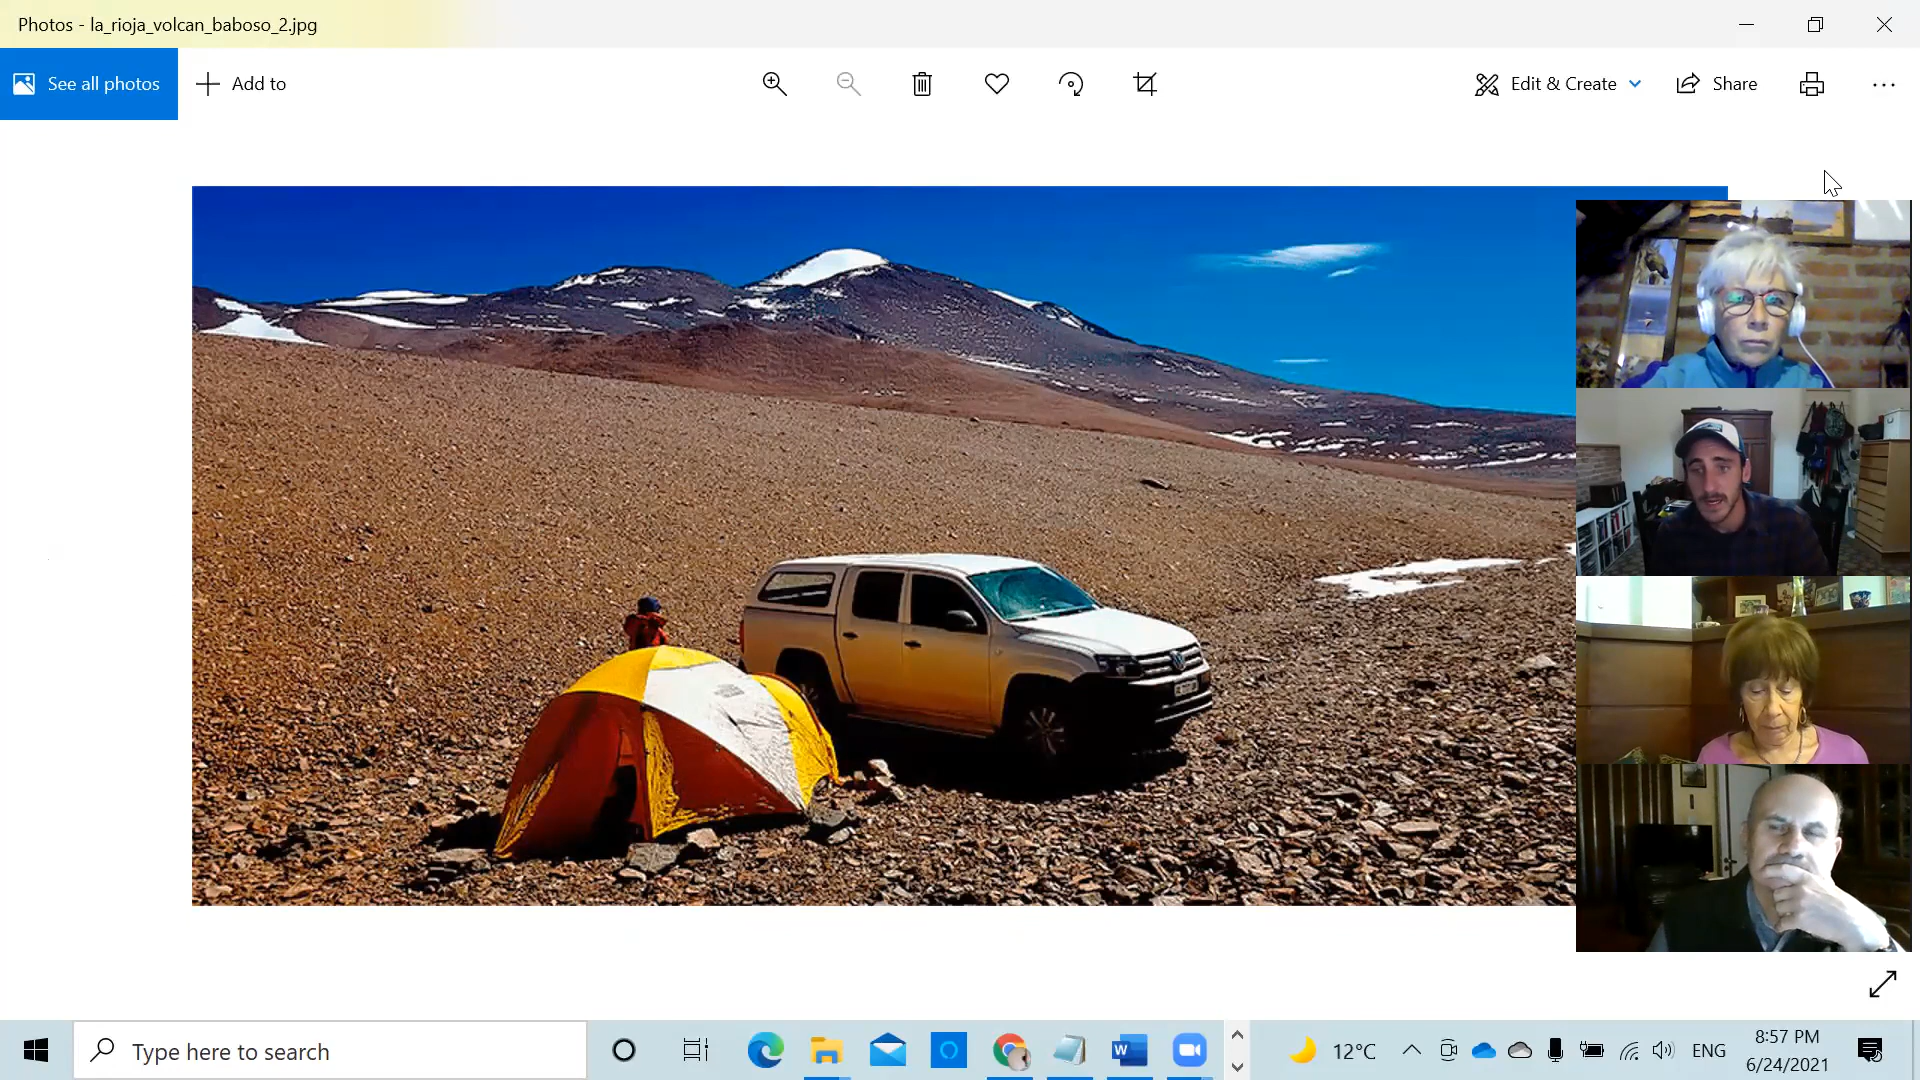 Photos - la_rioja_volcan_baboso_2.jpg
See all photos
Add to
Edit & Create
Share
Type here to search
12°C
ENG
8:57 PM
6/24/2021